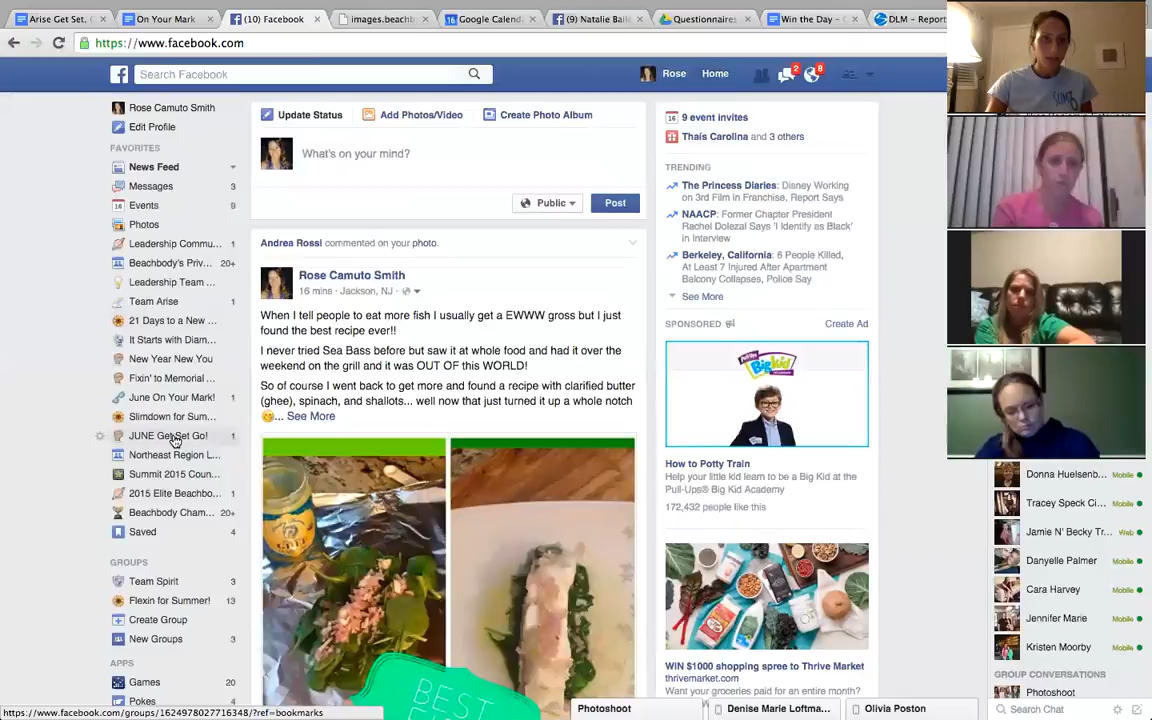 Arise Get Set,
On Your Mark
(10) Facebook
images.beachb
Google Calend
(9) Natalie Bail
Questionnaires
Win the Day - G
DLM - Report
https://www.facebook.com
Search Facebook
Rose
Home
2
8
Rose Camuto Smith
Edit Profile
FAVORITES
News Feed
Messages 3
Events 9
Photos
Leadership Commu... 1
Beachbody's Priv... 20+
Leadership Team ...
Team Arise 1
21 Days to a New ...
It Starts with Diam...
New Year New You
Fixin' to Memorial ...
June On Your Mark! 1
Slimdown for Sum...
JUNE Get Set Go! 1
Northeast Region L...
Summit 2015 Coun...
2015 Elite Beachbo... 1
Beachbody Cham... 20+
Saved 4
GROUPS
Team Spirit 3
Flexin for Summer! 13
Create Group
New Groups 3
APPS
Games 20
Pokes
https://www.facebook.com/groups/1624978027716348/?ref=bookmarks
Update Status
Add Photos/Video
Create Photo Album
What's on your mind?
Public
Post
Andrea Rossi commented on your photo.
Rose Camuto Smith
16 mins · Jackson, NJ ·
When I tell people to eat more fish I usually get a EWWW gross but I just
found the best recipe ever!!
I never tried Sea Bass before but saw it at whole food and had it over the
weekend on the grill and it was OUT OF this WORLD!
So of course I went back to get more and found a recipe with clarified butter
(ghee), spinach, and shallots... well now that just turned it up a whole notch
... See More
BEST
16 9 event invites
Thaís Carolina and 3 others
TRENDING
The Princess Diaries: Disney Working
on 3rd Film in Franchise, Report Says
NAACP: Former Chapter President
Rachel Dolezal Says 'I Identify as Black'
in Interview
Berkeley, California: 6 People Killed,
At Least 7 Injured After Apartment
Balcony Collapses, Police Say
See More
SPONSORED
Create Ad
Pull-Ups
Big Kid
How to Potty Train
Help your little kid learn to be a Big Kid at the
Pull-Ups® Big Kid Academy
172,432 people like this
WIN $1000 shopping spree to Thrive Market
thrivemarket.com
Want your groceries paid for an entire month?
Donna Huelsenb... Mobile
Tracey Speck Ci... Mobile
Jamie N' Becky Tr... Web
Danyelle Palmer Mobile
Cara Harvey Mobile
Jennifer Marie Mobile
Kristen Moorby Mobile
GROUP CONVERSATIONS
Photoshoot
Search Chat
Photoshoot
Denise Marie Loftma...
Olivia Poston